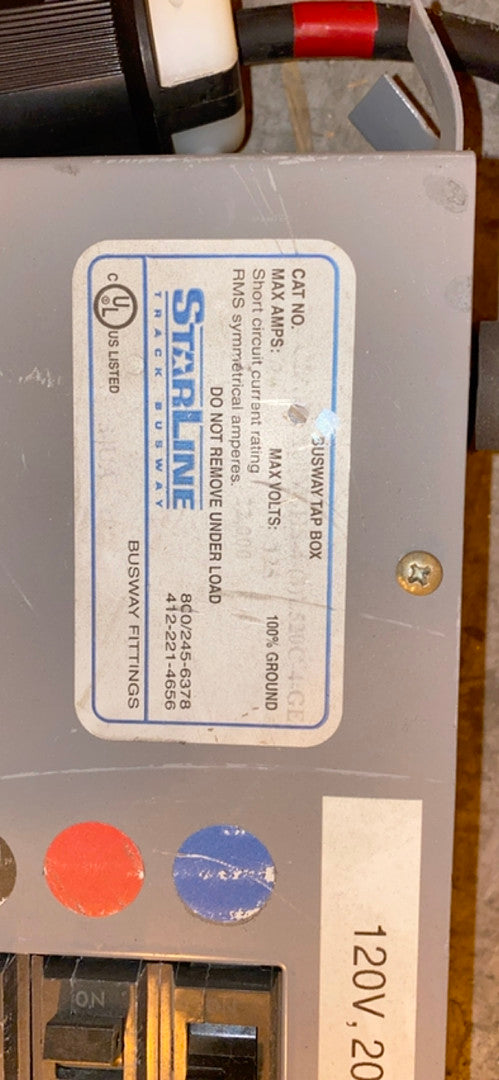 BUSWAY TAP BOX
CAT NO.
MAX AMPS: MAX VOLTS: 125 100% GROUND
Short circuit current rating
RMS symmetrical amperes.
DO NOT REMOVE UNDER LOAD
STARLINE
TRACK BUSWAY
800/245-6378
412-221-4656
C UL ® US LISTED
BUSWAY FITTINGS
120V, 20
ON